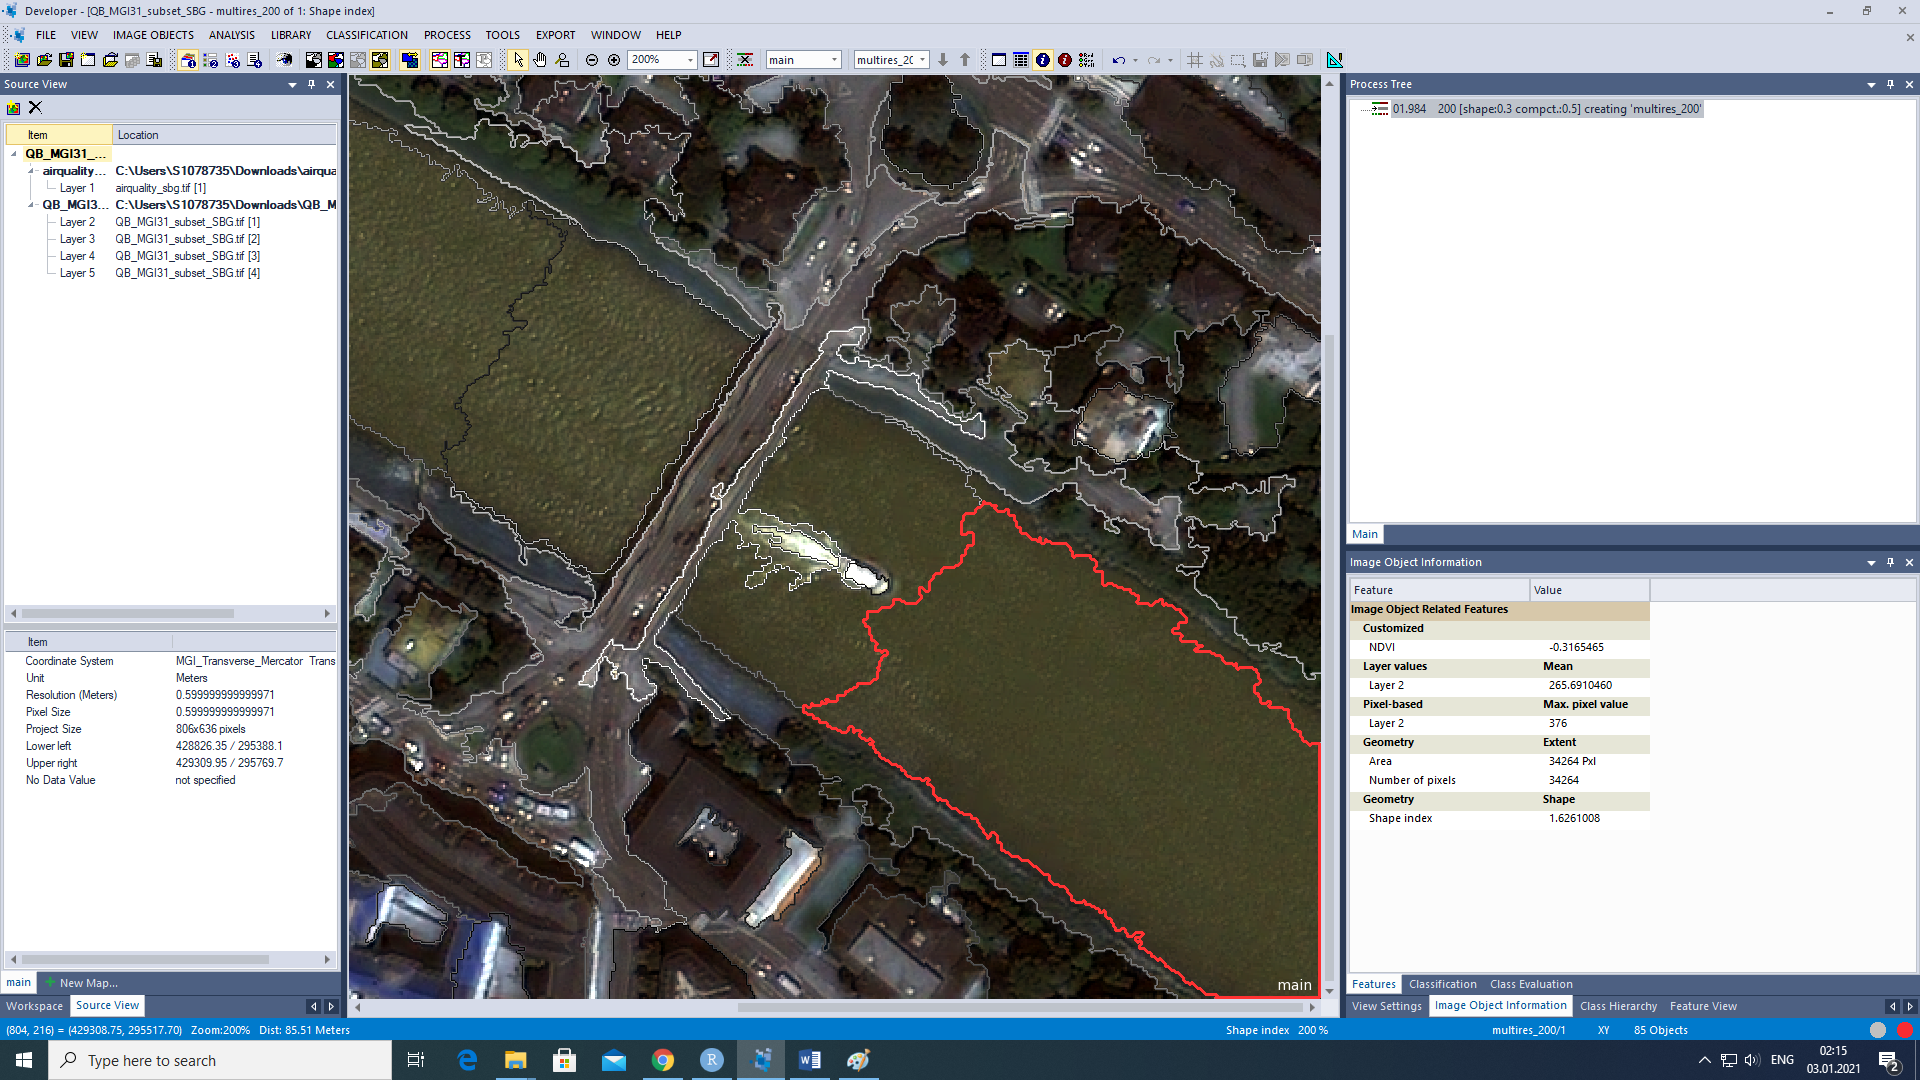 Developer - [QB_MGI31_subset_SBG - multires_200 of 1: Shape index]
FILE VIEW IMAGE OBJECTS ANALYSIS LIBRARY CLASSIFICATION PROCESS TOOLS EXPORT WINDOW HELP
200% main multires_20
Source View
Item Location
QB_MGI31_...
airquality... C:\Users\S1078735\Downloads\airqua
Layer 1 airquality_sbg.tif [1]
QB_MGI3... C:\Users\S1078735\Downloads\QB_M
Layer 2 QB_MGI31_subset_SBG.tif [1]
Layer 3 QB_MGI31_subset_SBG.tif [2]
Layer 4 QB_MGI31_subset_SBG.tif [3]
Layer 5 QB_MGI31_subset_SBG.tif [4]
Item
Coordinate System MGI_Transverse_Mercator Trans
Unit Meters
Resolution (Meters) 0.599999999999971
Pixel Size 0.599999999999971
Project Size 806x636 pixels
Lower left 428826.35 / 295388.1
Upper right 429309.95 / 295769.7
No Data Value not specified
main New Map...
Workspace Source View
main
Process Tree
01.984 200 [shape:0.3 compct.:0.5] creating 'multires_200'
Main
Image Object Information
Feature Value
Image Object Related Features
Customized
NDVI -0.3165465
Layer values Mean
Layer 2 265.6910460
Pixel-based Max. pixel value
Layer 2 376
Geometry Extent
Area 34264 Pxl
Number of pixels 34264
Geometry Shape
Shape index 1.6261008
Features Classification Class Evaluation
View Settings Image Object Information Class Hierarchy Feature View
(804, 216) = (429308.75, 295517.70) Zoom:200% Dist: 85.51 Meters
Shape index 200 % multires_200/1 XY 85 Objects
Type here to search
ENG
02:15
03.01.2021
2